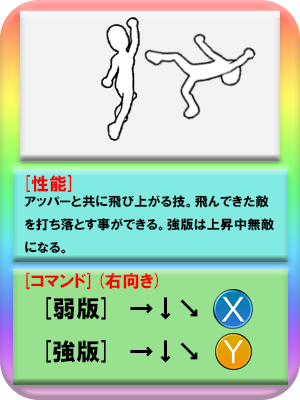 [性能]
アッパーと共に飛び上がる技。飛んできた敵
を打ち落とす事ができる。強版は上昇中無敵
になる。
[コマンド] (右向き)
[弱版] →↓↘ X
[強版] →↓↘ Y